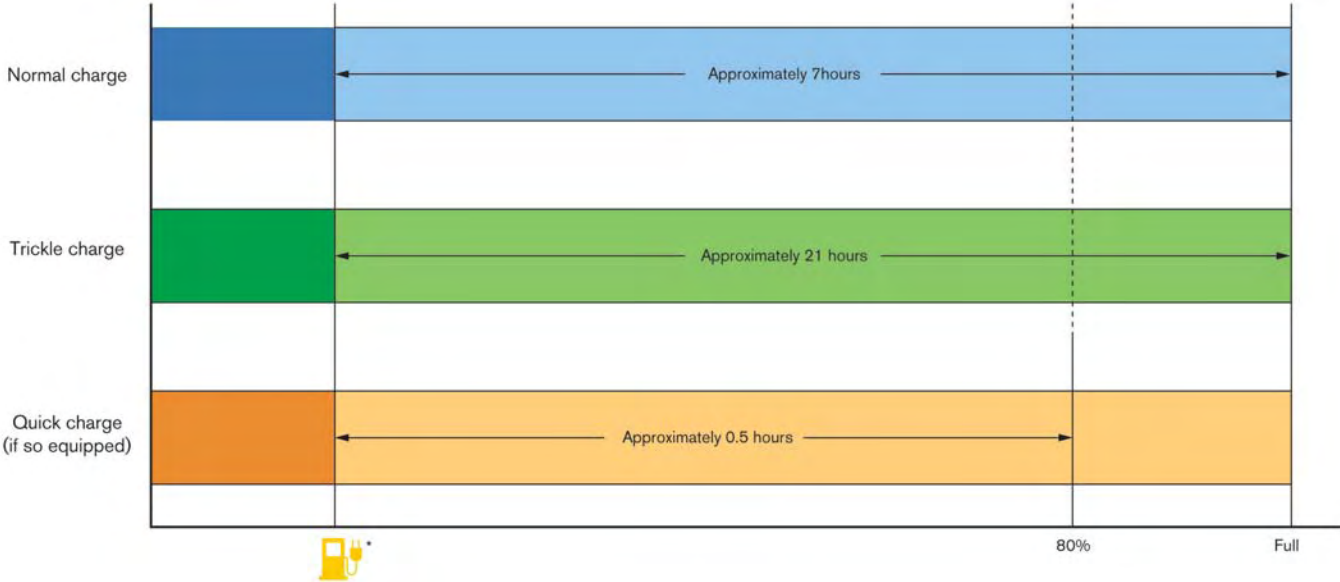 Normal charge
Approximately 7hours
Trickle charge
Approximately 21 hours
Quick charge
(if so equipped)
Approximately 0.5 hours
*
80%
Full